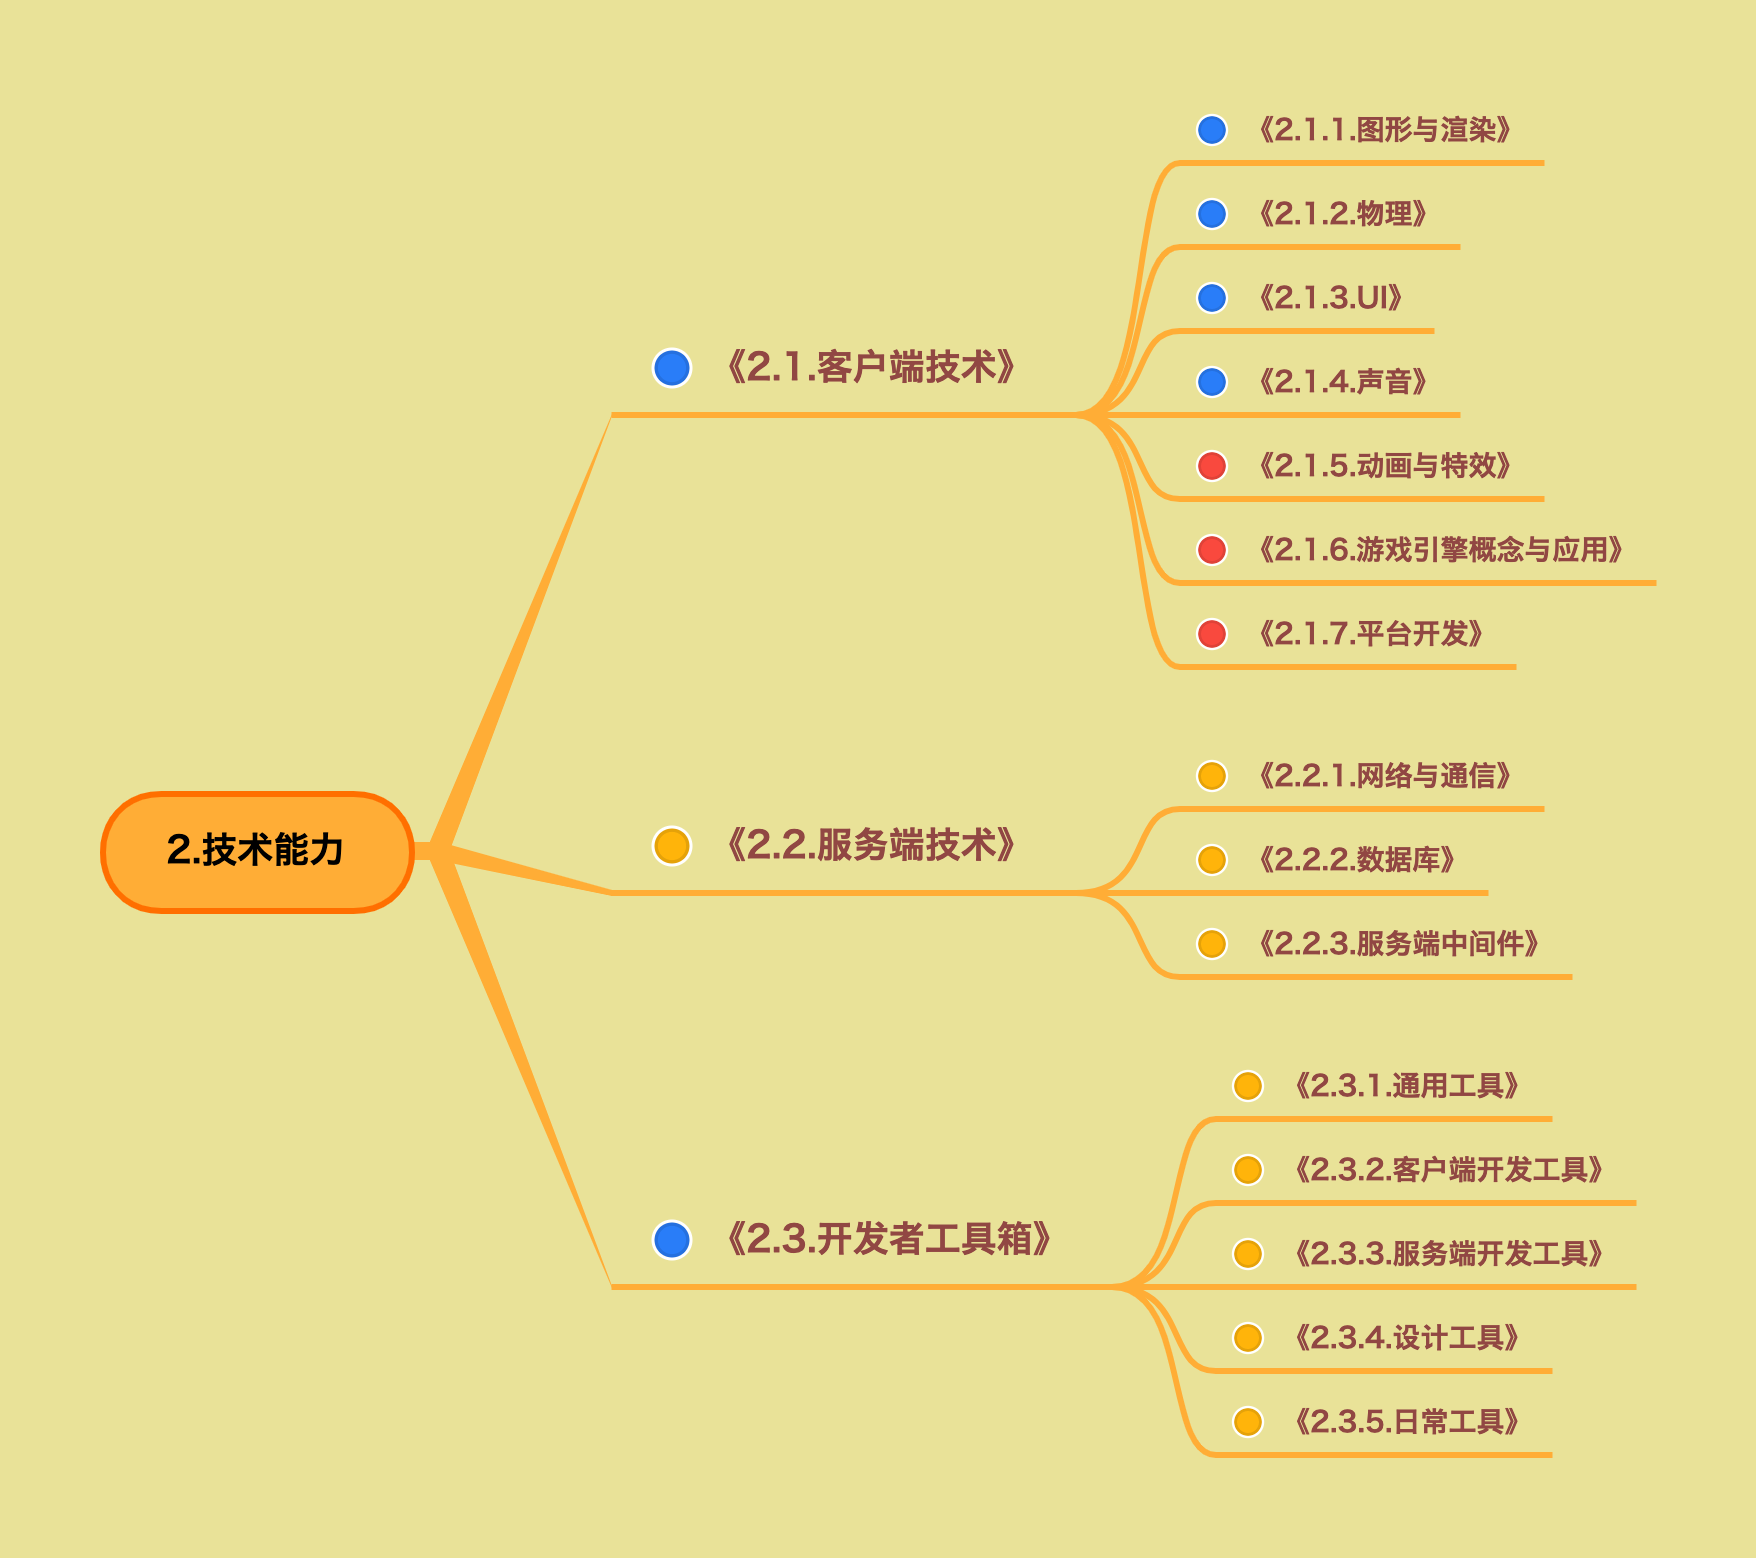 2.技术能力
《2.1.客户端技术》
《2.1.1.图形与渲染》
《2.1.2.物理》
《2.1.3.UI》
《2.1.4.声音》
《2.1.5.动画与特效》
《2.1.6.游戏引擎概念与应用》
《2.1.7.平台开发》
《2.2.服务端技术》
《2.2.1.网络与通信》
《2.2.2.数据库》
《2.2.3.服务端中间件》
《2.3.开发者工具箱》
《2.3.1.通用工具》
《2.3.2.客户端开发工具》
《2.3.3.服务端开发工具》
《2.3.4.设计工具》
《2.3.5.日常工具》